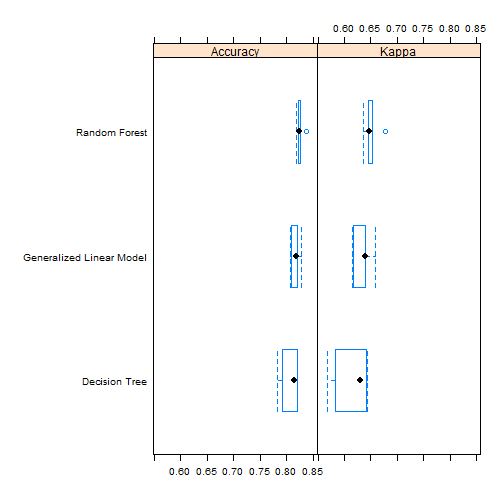 0.60 0.65 0.70 0.75 0.80 0.85
Accuracy Kappa
Random Forest
Generalized Linear Model
Decision Tree
0.60 0.65 0.70 0.75 0.80 0.85